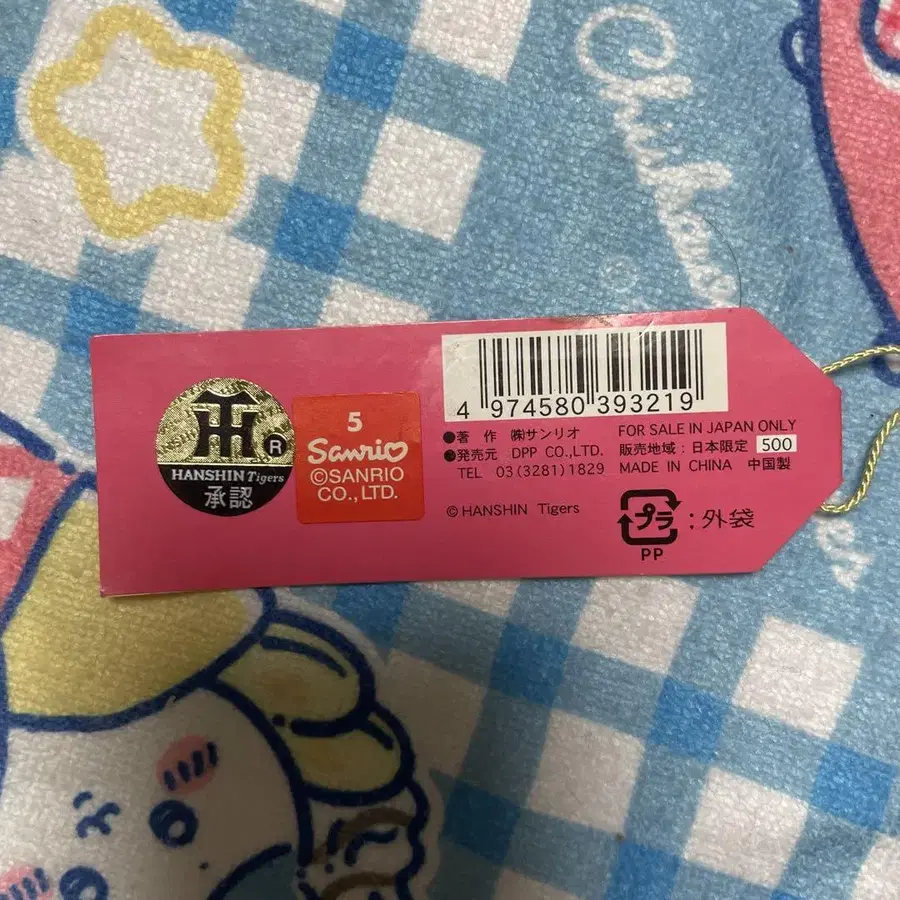 HANSHIN Tigers
承認
5
Sanrio
©SANRIO
CO., LTD.
4 974580 393219
●著 作 ㈱サンリオ
●発売元 DPP CO.,LTD.
TEL 03(3281)1829
FOR SALE IN JAPAN ONLY
販売地域：日本限定 500
MADE IN CHINA 中国製
© HANSHIN Tigers
プラ：外袋
PP